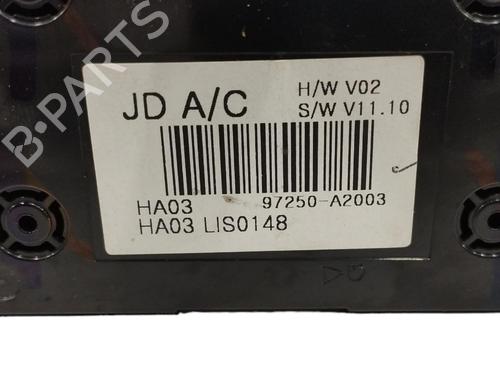 JD A/C
H/W V02
S/W V11.10
HA03 97250-A2003
HA03 LIS0148
B-PARTS